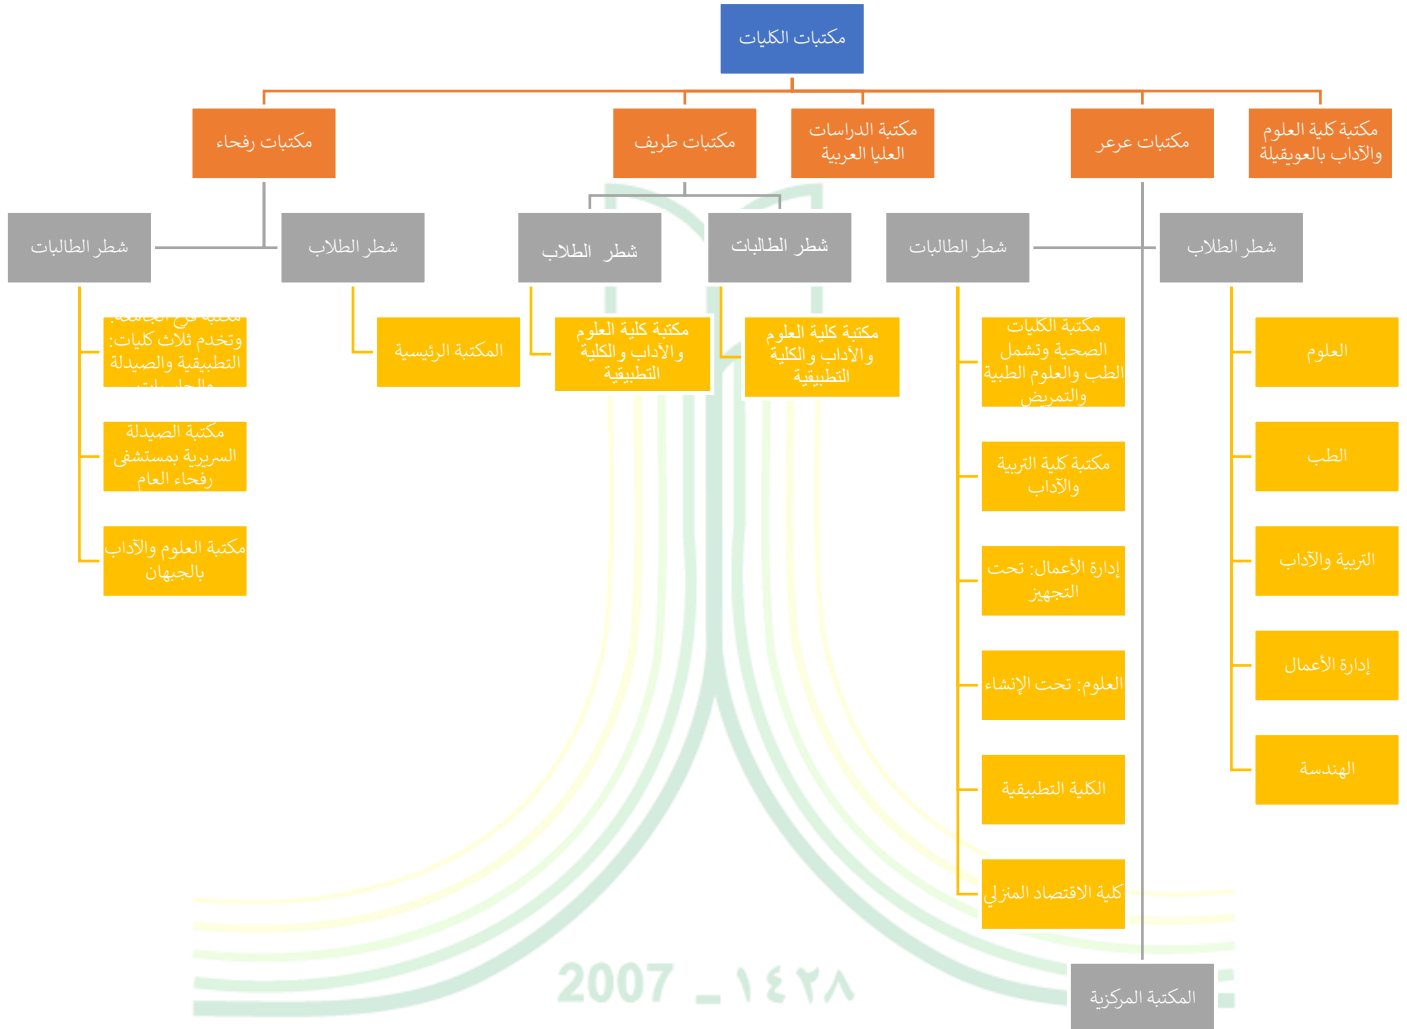 مكتبات الكليات
مكتبة كلية العلوم
والآداب بالعويقيلة
مكتبات عرعر
مكتبة الدراسات
العليا العربية
مكتبات طريف
مكتبات رفحاء
شطر الطلاب
شطر الطالبات
شطر الطالبات
شطر الطلاب
شطر الطلاب
شطر الطالبات
العلوم
الطب
التربية والآداب
إدارة الأعمال
الهندسة
مكتبة الكليات
الصحية وتشمل
الطب والعلوم الطبية
والتمريض
مكتبة كلية التربية
والآداب
إدارة الأعمال: تحت
التجهيز
العلوم: تحت الإنشاء
الكلية التطبيقية
كلية الاقتصاد المنزلي
المكتبة المركزية
مكتبة كلية العلوم
والآداب والكلية
التطبيقية
مكتبة كلية العلوم
والآداب والكلية
التطبيقية
المكتبة الرئيسية
مكتبة فرع الجامعة:
وتخدم ثلاث كليات:
التطبيقية والصيدلة
والحاسبات
مكتبة الصيدلة
السريرية بمستشفى
رفحاء العام
مكتبة العلوم والآداب
بالجبهان
2007 _ ١٤٢٨